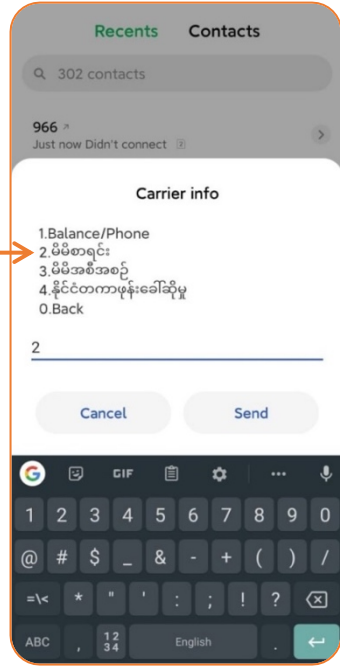 Recents Contacts
302 contacts
966
Just now Didn't connect
Carrier info
1.Balance/Phone
2.မိမိစာရင်း
3.မိမိအစီအစဉ်
4.နိုင်ငံတကာဖုန်းခေါ်ဆိုမှု
0.Back
2
Cancel Send
G GIF ...
1 2 3 4 5 6 7 8 9 0
@ # $ _ & - + ( ) /
=\< * " ' : ; ! ?
ABC , 12 English .
34